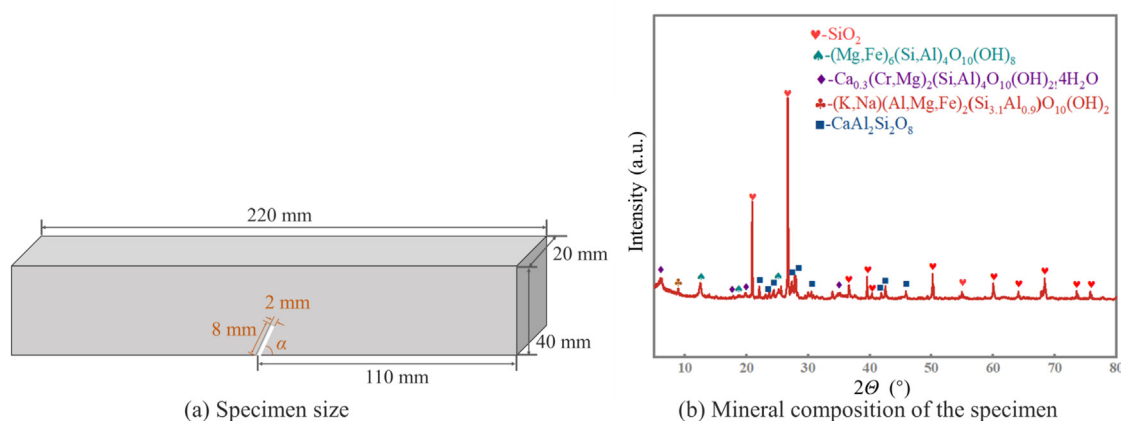 220 mm
20 mm
2 mm
8 mm
α
40 mm
110 mm
(a) Specimen size
♥-SiO₂
♠-(Mg,Fe)₆(Si,Al)₄O₁₀(OH)₈
♦-Ca₀.₃(Cr,Mg)₂(Si,Al)₄O₁₀(OH)₂!4H₂O
♣-(K,Na)(Al,Mg,Fe)₂(Si₃.₁Al₀.₉)O₁₀(OH)₂
■-CaAl₂Si₂O₈
Intensity (a.u.)
10 20 30 40 50 60 70 80
2Θ (°)
(b) Mineral composition of the specimen